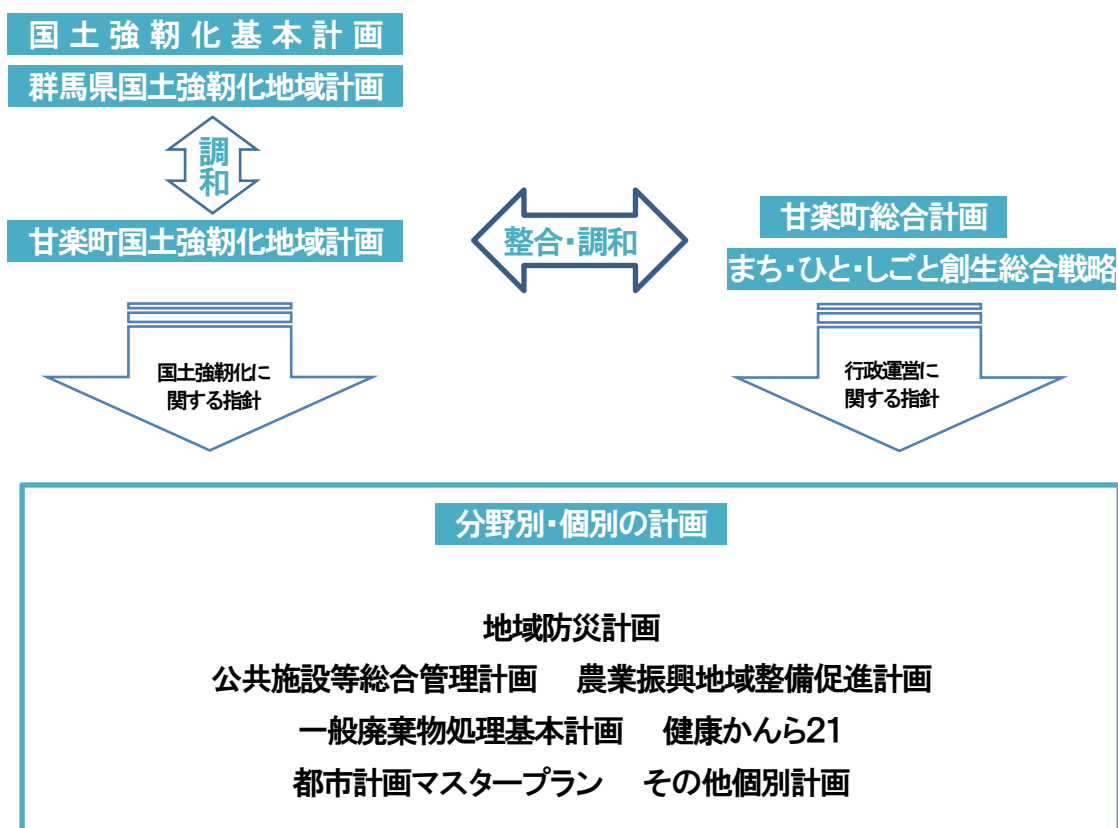 国土強靭化基本計画
群馬県国土強靭化地域計画
調和
甘楽町国土強靭化地域計画
整合・調和
甘楽町総合計画
まち・ひと・しごと創生総合戦略
国土強靭化に
関する指針
行政運営に
関する指針
分野別・個別の計画
地域防災計画
公共施設等総合管理計画　農業振興地域整備促進計画
一般廃棄物処理基本計画　健康かんら21
都市計画マスタープラン　その他個別計画